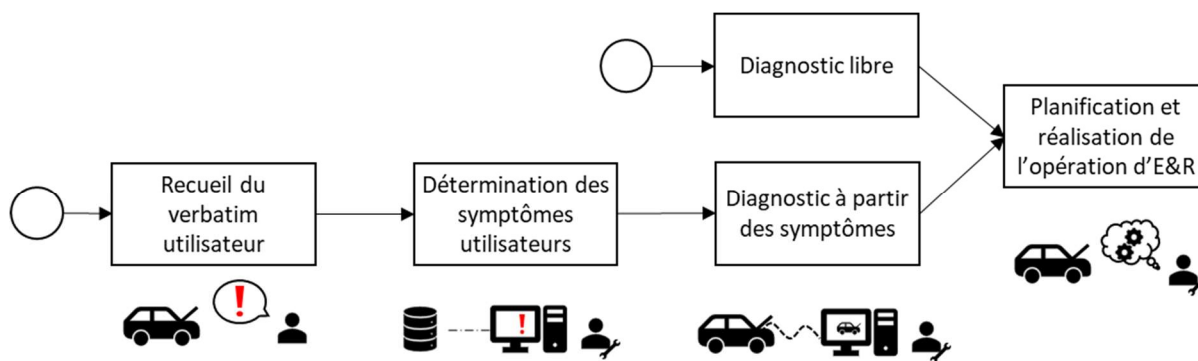 Diagnostic libre
Planification et
réalisation de
l'opération d'E&R
Recueil du
verbatim
utilisateur
Détermination des
symptômes
utilisateurs
Diagnostic à partir
des symptômes
!
!